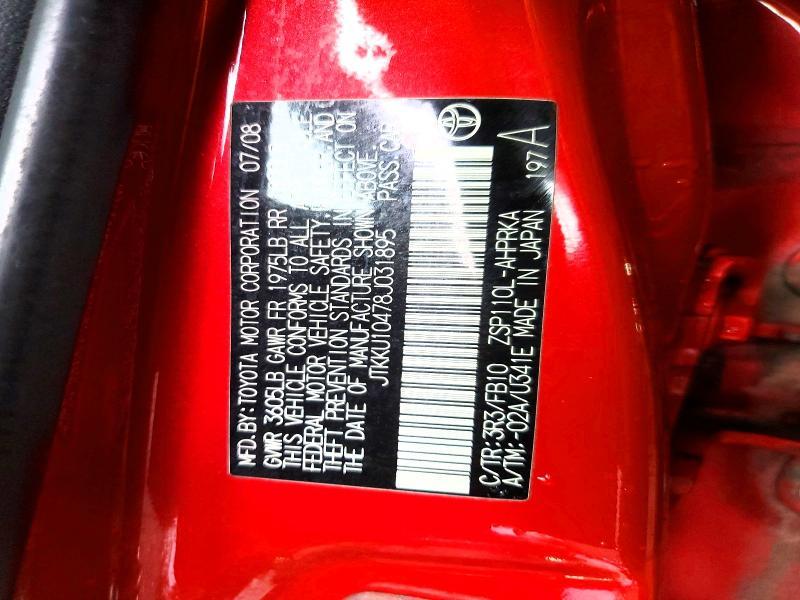 MFD. BY: TOYOTA MOTOR CORPORATION 07/08
GVWR 3605LB GAWR FR 1975LB RR
THIS VEHICLE CONFORMS TO ALL
FEDERAL MOTOR VEHICLE SAFETY, AND
THEFT PREVENTION STANDARDS IN EFFECT ON
THE DATE OF MANUFACTURE SHOWN ABOVE.
JTKKU10478J031895 PASS CAR
C/TR: 3R3/FB10 ZSP110L-AHPRKA
A/TM: -02A/U341E MADE IN JAPAN 197A